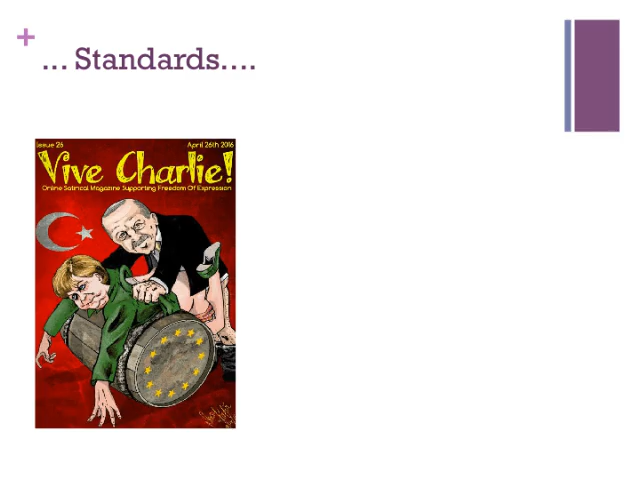 +
... Standards....
Issue 26
April 26th 2016
Vive Charlie!
Online Satirical Magazine Supporting Freedom Of Expression